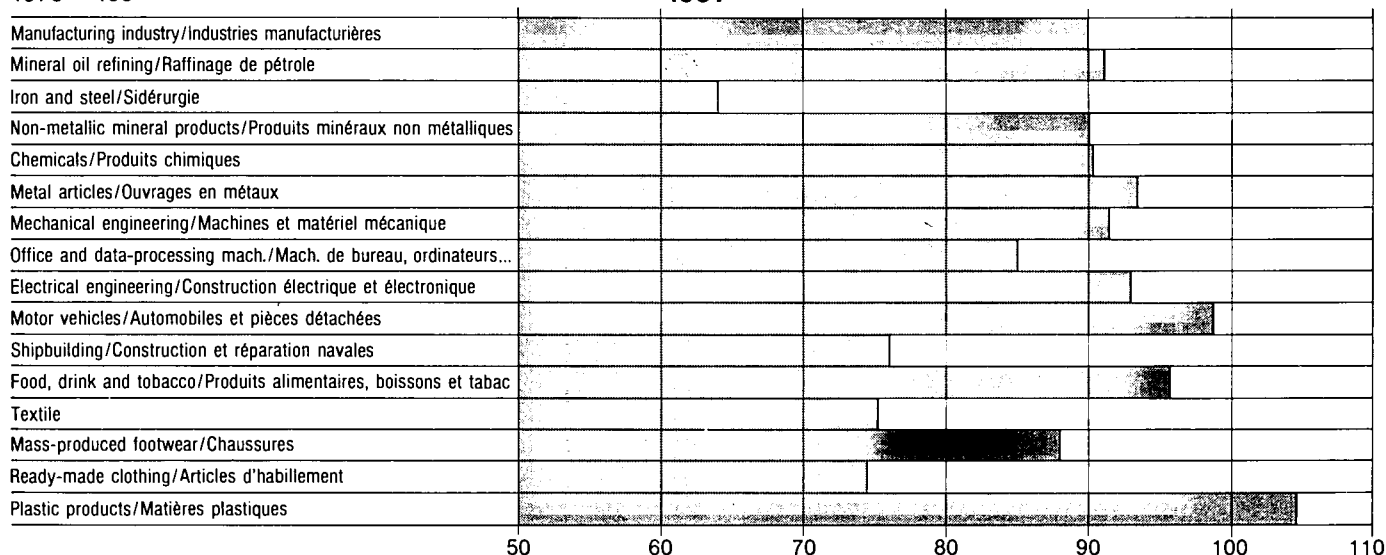 Manufacturing industry/Industries manufacturières
Mineral oil refining/Raffinage de pétrole
Iron and steel/Sidérurgie
Non-metallic mineral products/Produits minéraux non métalliques
Chemicals/Produits chimiques
Metal articles/Ouvrages en métaux
Mechanical engineering/Machines et matériel mécanique
Office and data-processing mach./Mach. de bureau, ordinateurs...
Electrical engineering/Construction électrique et électronique
Motor vehicles/Automobiles et pièces détachées
Shipbuilding/Construction et réparation navales
Food, drink and tobacco/Produits alimentaires, boissons et tabac
Textile
Mass-produced footwear/Chaussures
Ready-made clothing/Articles d'habillement
Plastic products/Matières plastiques
50 60 70 80 90 100 110